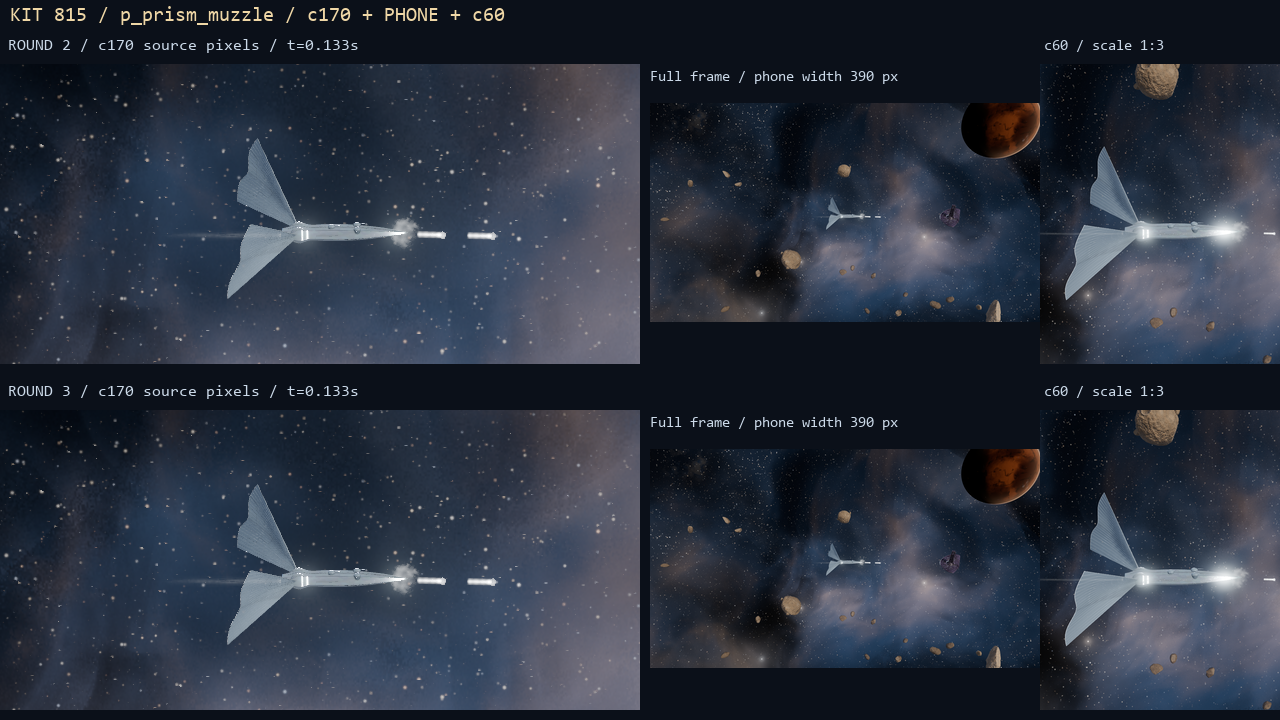 KIT 815 / p_prism_muzzle / c170 + PHONE + c60
ROUND 2 / c170 source pixels / t=0.133s
Full frame / phone width 390 px
c60 / scale 1:3
ROUND 3 / c170 source pixels / t=0.133s
Full frame / phone width 390 px
c60 / scale 1:3